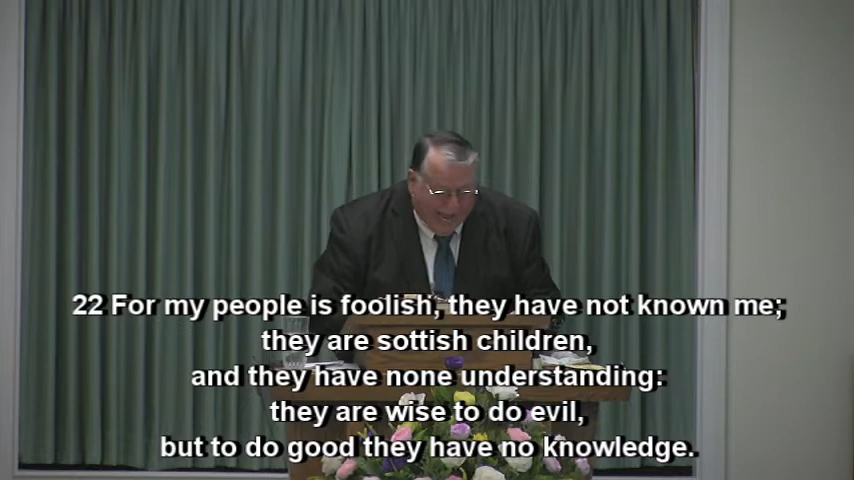 22 For my people is foolish, they have not known me;
they are sottish children,
and they have none understanding:
they are wise to do evil,
but to do good they have no knowledge.